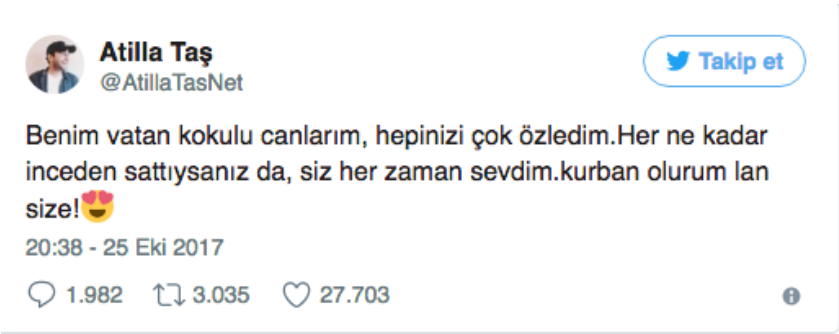 Atilla Taş
@AtillaTasNet
Takip et
Benim vatan kokulu canlarım, hepinizi çok özledim.Her ne kadar
inceden sattıysanız da, siz her zaman sevdim.kurban olurum lan
size!😍
20:38 - 25 Eki 2017
1.982 3.035 27.703